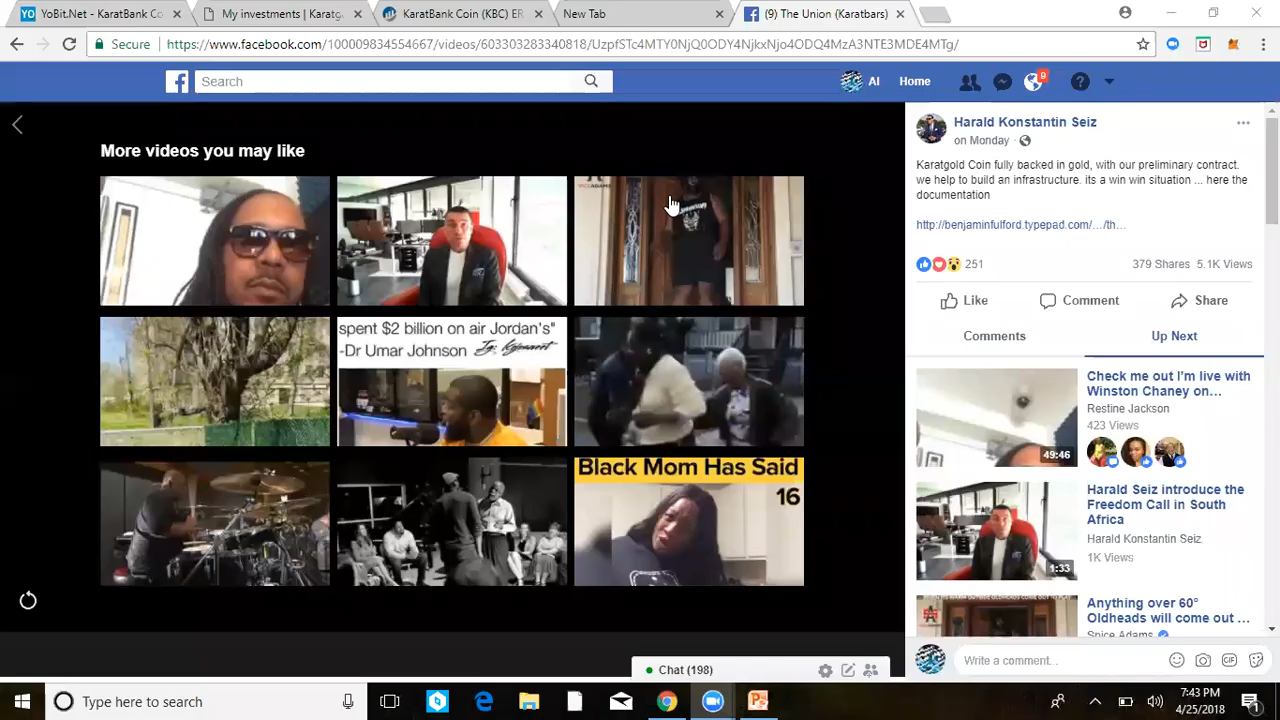 YoBit.Net - KaratBank Co
My investments | Karatg
KaratBank Coin (KBC) ER
New Tab
(9) The Union (Karatbars)
Secure
https://www.facebook.com/100009834554667/videos/603303283340818/UzpfSTc4MTY0NjQ0ODY4NjkxNjo4ODQ4MzA3NTE3MDE4MTg/
Search
Al
Home
9
More videos you may like
Harald Konstantin Seiz
on Monday
Karatgold Coin fully backed in gold, with our preliminary contract.
we help to build an infrastructure. its a win win situation ... here the
documentation
http://benjaminfulford.typepad.com/.../th...
251
379 Shares 5.1K Views
Like
Comment
Share
Comments
Up Next
spent $2 billion on air Jordan's"
-Dr Umar Johnson
Black Mom Has Said
16
Check me out I'm live with
Winston Chaney on...
Restine Jackson
423 Views
49:46
Harald Seiz introduce the
Freedom Call in South
Africa
Harald Konstantin Seiz
1K Views
1:33
Anything over 60°
Oldheads will come out ...
Spice Adams
Chat (198)
Write a comment...
GIF
Type here to search
7:43 PM
4/25/2018
1